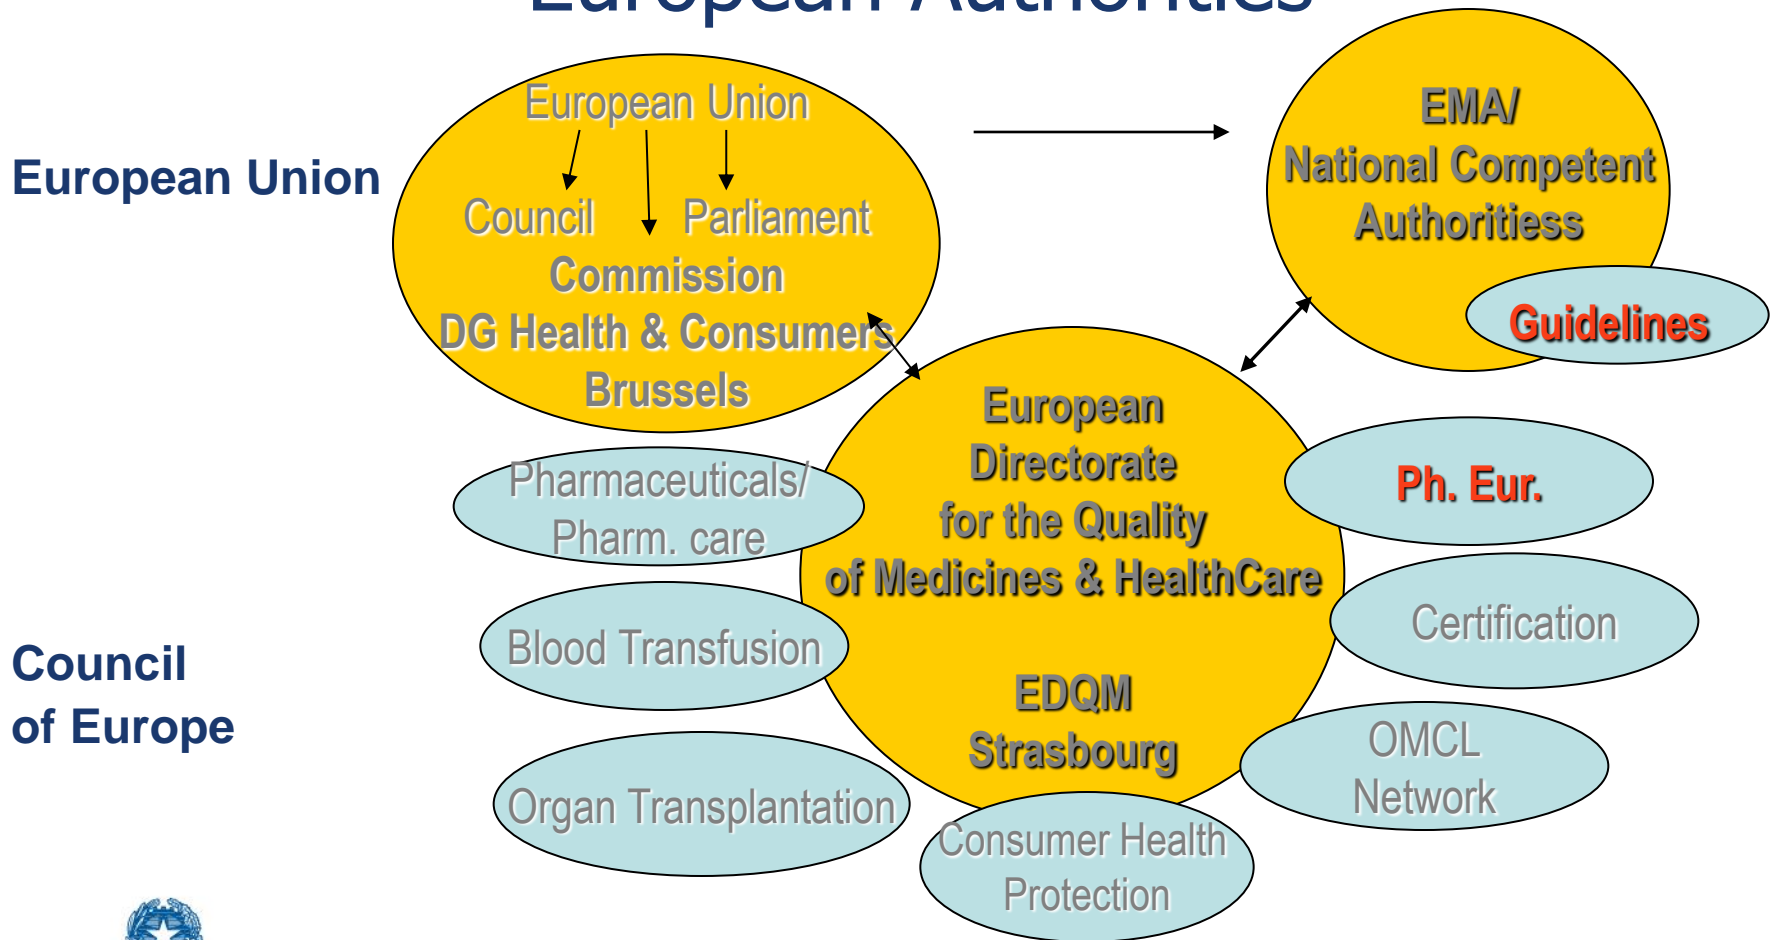 European Authorities
European Union
European Union
Council Parliament
Commission
DG Health & Consumers
Brussels
EMA/
National Competent
Authoritiess
Guidelines
European
Directorate
for the Quality
of Medicines & HealthCare
EDQM
Strasbourg
Pharmaceuticals/
Pharm. care
Ph. Eur.
Blood Transfusion
Certification
Council
of Europe
Organ Transplantation
OMCL
Network
Consumer Health
Protection